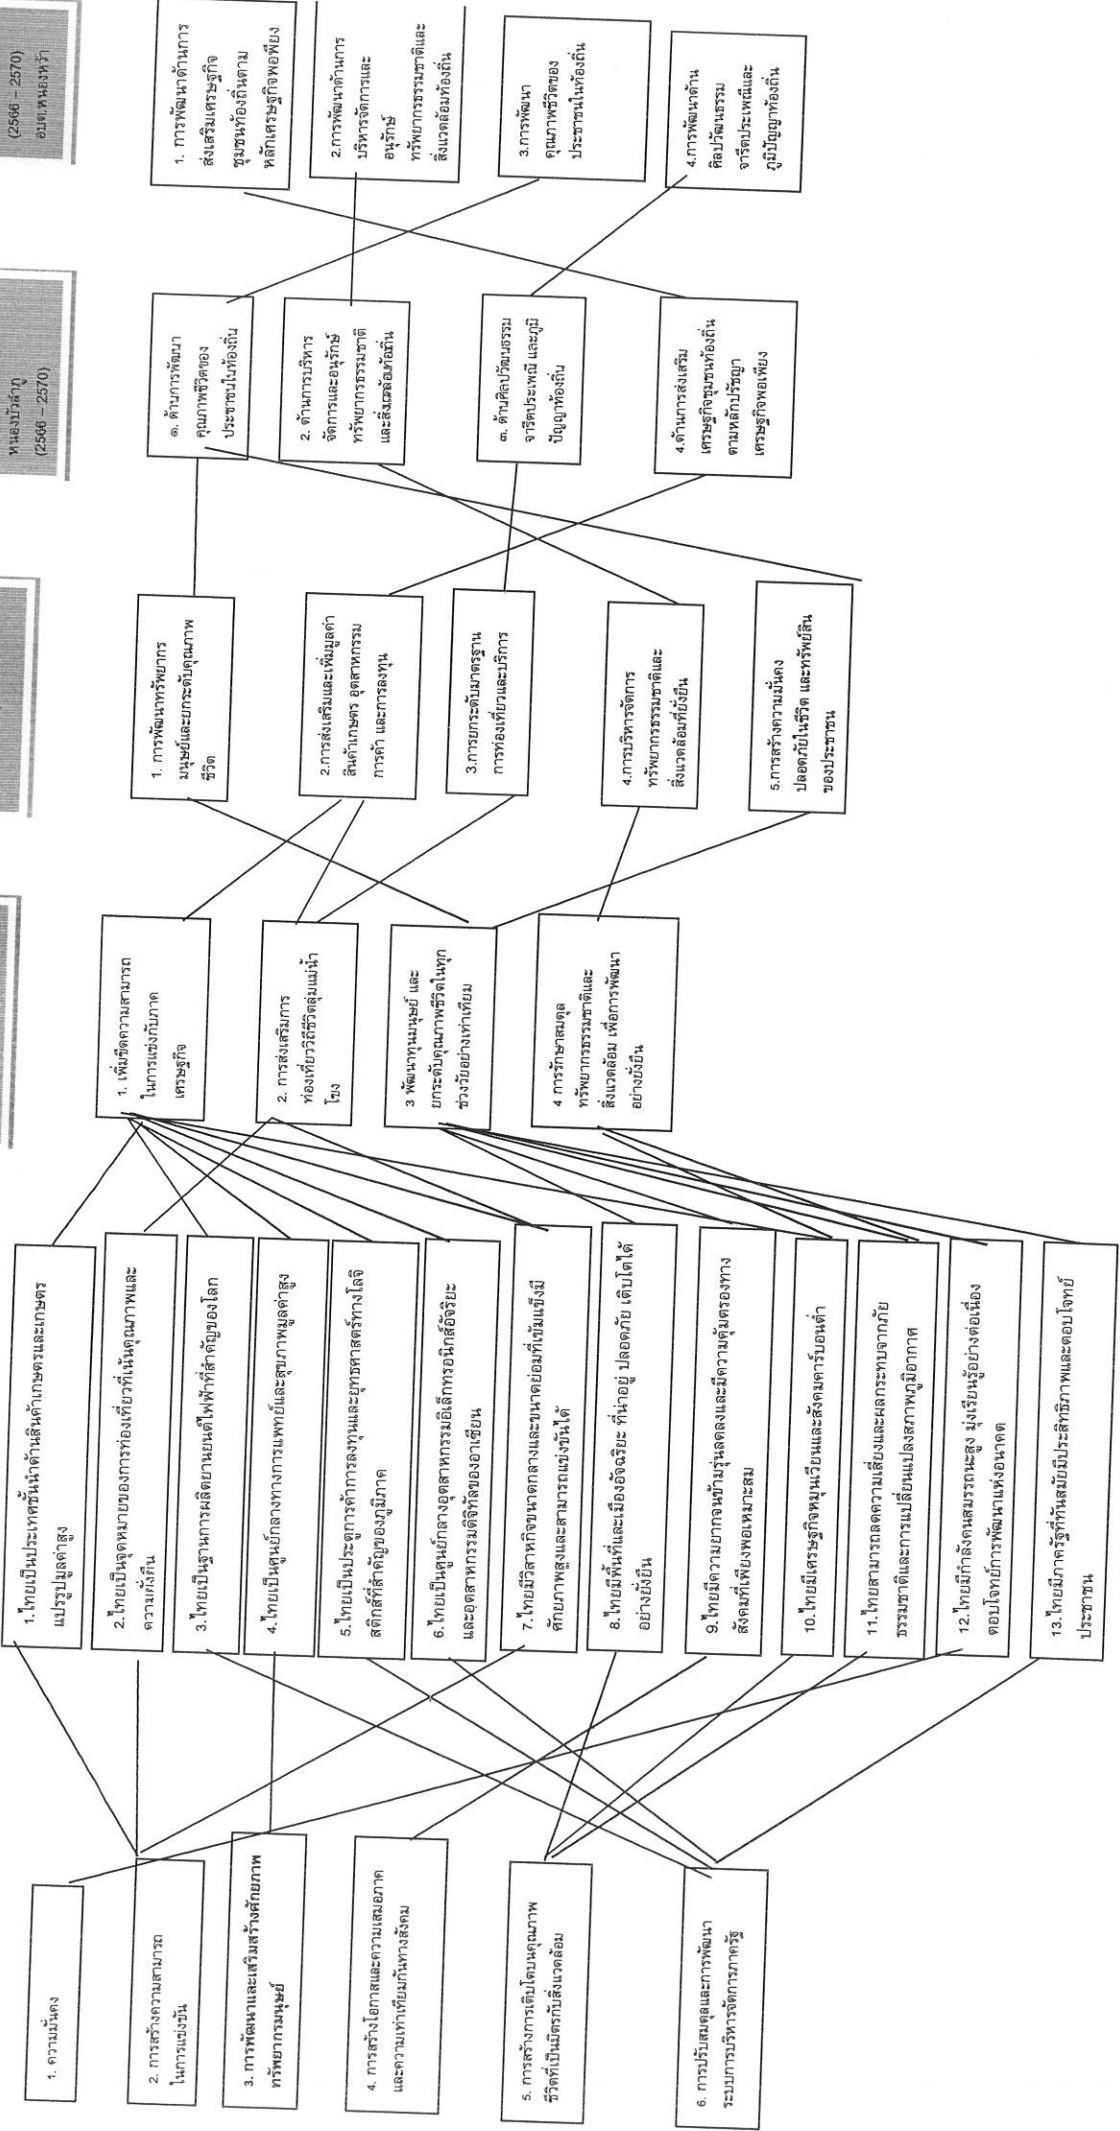 1. ความมั่นคง
2. การสร้างความสามารถ
ในการแข่งขัน
3. การพัฒนาและเสริมสร้างศักยภาพ
ทรัพยากรมนุษย์
4. การสร้างโอกาสและความเสมอภาค
และความเท่าเทียมกันทางสังคม
5. การสร้างการเติบโตบนคุณภาพ
ชีวิตที่เป็นมิตรกับสิ่งแวดล้อม
6. การปรับสมดุลและการพัฒนา
ระบบการบริหารจัดการภาครัฐ
1.ไทยเป็นประเทศชั้นนำด้านสินค้าเกษตรและเกษตร
แปรรูปมูลค่าสูง
2.ไทยเป็นจุดหมายของการท่องเที่ยวที่เน้นคุณภาพและ
ความยั่งยืน
3.ไทยเป็นฐานการผลิตยานยนต์ไฟฟ้าที่สำคัญของโลก
4.ไทยเป็นศูนย์กลางทางการแพทย์และสุขภาพมูลค่าสูง
5.ไทยเป็นประตูการค้าการลงทุนและยุทธศาสตร์ทางโลจิ
สติกส์ที่สำคัญของภูมิภาค
6.ไทยเป็นศูนย์กลางอุตสาหกรรมอิเล็กทรอนิกส์อัจริยะ
และอุตสาหกรรมดิจิทัลของอาเซียน
7.ไทยมีวิสาหกิจขนาดกลางและขนาดย่อมที่เข้มแข็งมี
ศักยภาพสูงและสามารถแข่งขันได้
8.ไทยมีพื้นที่และเมืองอัจฉริยะ ที่น่าอยู่ ปลอดภัย เติบโตได้
อย่างยั่งยืน
9.ไทยมีความยากจนข้ามรุ่นลดลงและมีความคุ้มครองทาง
สังคมที่เพียงพอเหมาะสม
10.ไทยมีเศรษฐกิจหมุนเวียนและสังคมคาร์บอนต่ำ
11.ไทยสามารถลดความเสี่ยงและผลกระทบจากภัย
ธรรมชาติและการเปลี่ยนแปลงสภาพภูมิอากาศ
12.ไทยมีกำลังคนสมรรถนะสูง มุ่งเรียนรู้อย่างต่อเนื่อง
ตอบโจทย์การพัฒนาแห่งอนาคต
13.ไทยมีภาครัฐที่ทันสมัยมีประสิทธิภาพและตอบโจทย์
ประชาชน
1. เพิ่มขีดความสามารถ
ในการแข่งกับภาค
เศรษฐกิจ
2. การส่งเสริมการ
ท่องเที่ยววิถีชีวิตลุ่มแม่น้ำ
โขง
3 พัฒนาทุนมนุษย์ และ
ยกระดับคุณภาพชีวิตในทุก
ช่วงวัยอย่างเท่าเทียม
4 การรักษาสมดุล
ทรัพยากรธรรมชาติและ
สิ่งแวดล้อม เพื่อการพัฒนา
อย่างยั่งยืน
1. การพัฒนาทรัพยากร
มนุษย์และยกระดับคุณภาพ
ชีวิต
2.การส่งเสริมและเพิ่มมูลค่า
สินค้าเกษตร อุตสาหกรรม
การค้า และการลงทุน
3.การยกระดับมาตรฐาน
การท่องเที่ยวและบริการ
4.การบริหารจัดการ
ทรัพยากรธรรมชาติและ
สิ่งแวดล้อมที่ยั่งยืน
5.การสร้างความมั่นคง
ปลอดภัยในชีวิต และทรัพย์สิน
ของประชาชน
หนองบัวลำภู
(2566 – 2570)
๑. ด้านการพัฒนา
คุณภาพชีวิตของ
ประชาชนในท้องถิ่น
2. ด้านการบริหาร
จัดการและอนุรักษ์
ทรัพยากรธรรมชาติ
และสิ่งแวดล้อมท้องถิ่น
๓. ด้านศิลปวัฒนธรรม
จารีตประเพณี และภูมิ
ปัญญาท้องถิ่น
4.ด้านการส่งเสริม
เศรษฐกิจชุมชนท้องถิ่น
ตามหลักปรัชญา
เศรษฐกิจพอเพียง
(2566 – 2570)
อบต.หนองหว้า
1. การพัฒนาด้านการ
ส่งเสริมเศรษฐกิจ
ชุมชนท้องถิ่นตาม
หลักเศรษฐกิจพอพียง
2.การพัฒนาด้านการ
บริหารจัดการและ
อนุรักษ์
ทรัพยากรธรรมชาติและ
สิ่งแวดล้อมท้องถิ่น
3.การพัฒนา
คุณภาพชีวิตของ
ประชาชนในท้องถิ่น
4.การพัฒนาด้าน
ศิลปวัฒนธรรม
จารีตประเพณีและ
ภูมิปัญญาท้องถิ่น